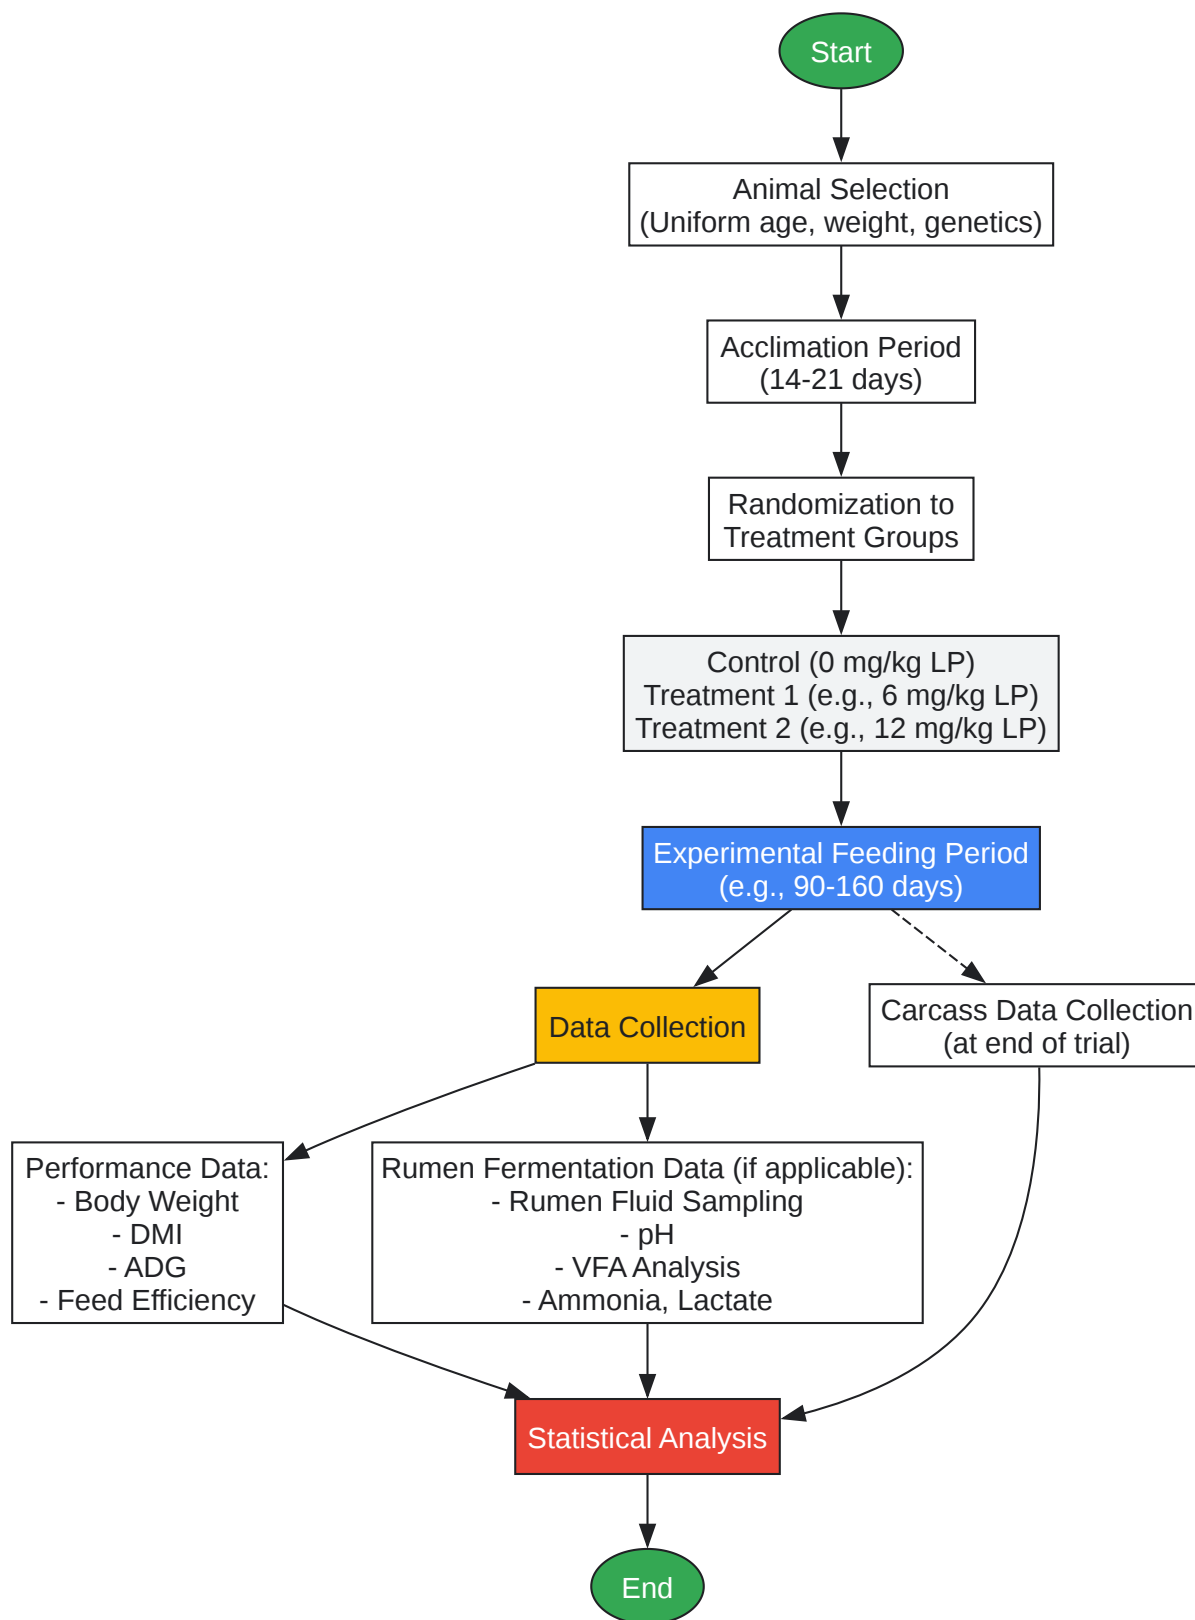 Start
Animal Selection
(Uniform age, weight, genetics)
Acclimation Period
(14-21 days)
Randomization to
Treatment Groups
Control (0 mg/kg LP)
Treatment 1 (e.g., 6 mg/kg LP)
Treatment 2 (e.g., 12 mg/kg LP)
Experimental Feeding Period
(e.g., 90-160 days)
Data Collection
Carcass Data Collection
(at end of trial)
Performance Data:
- Body Weight
- DMI
- ADG
- Feed Efficiency
Rumen Fermentation Data (if applicable):
- Rumen Fluid Sampling
- pH
- VFA Analysis
- Ammonia, Lactate
Statistical Analysis
End